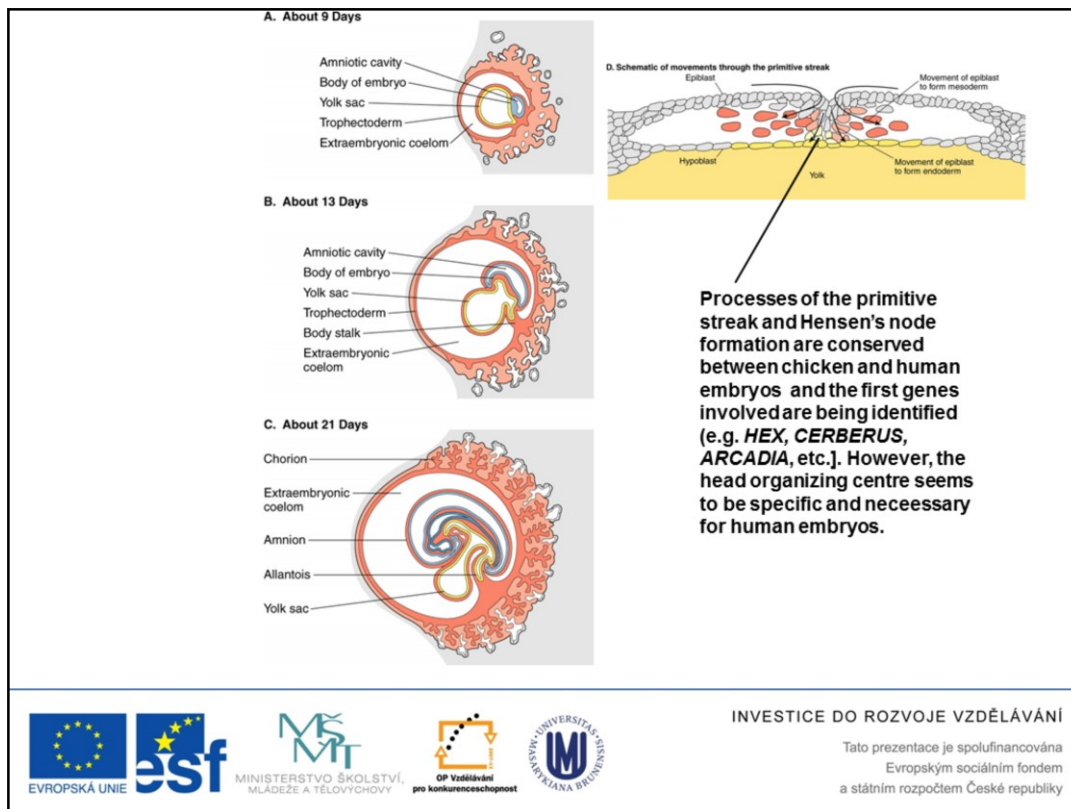 A. About 9 Days
Amniotic cavity
Body of embryo
Yolk sac
Trophectoderm
Extraembryonic coelom
B. About 13 Days
Amniotic cavity
Body of embryo
Yolk sac
Trophectoderm
Body stalk
Extraembryonic
coelom
C. About 21 Days
Chorion
Extraembryonic
coelom
Amnion
Allantois
Yolk sac
D. Schematic of movements through the primitive streak
Epiblast
Movement of epiblast
to form mesoderm
Hypoblast
Yolk
Movement of epiblast
to form endoderm
Processes of the primitive
streak and Hensen's node
formation are conserved
between chicken and human
embryos and the first genes
involved are being identified
(e.g. HEX, CERBERUS,
ARCADIA, etc.]. However, the
head organizing centre seems
to be specific and neceessary
for human embryos.
EVROPSKÁ UNIE
esf
MŠMT
MINISTERSTVO ŠKOLSTVÍ,
MLÁDEŽE A TĚLOVÝCHOVY
OP Vzdělávání
pro konkurenceschopnost
UNIVERSITAS MASARYKIANA BRUNENSIS
INVESTICE DO ROZVOJE VZDĚLÁVÁNÍ
Tato prezentace je spolufinancována
Evropským sociálním fondem
a státním rozpočtem České republiky